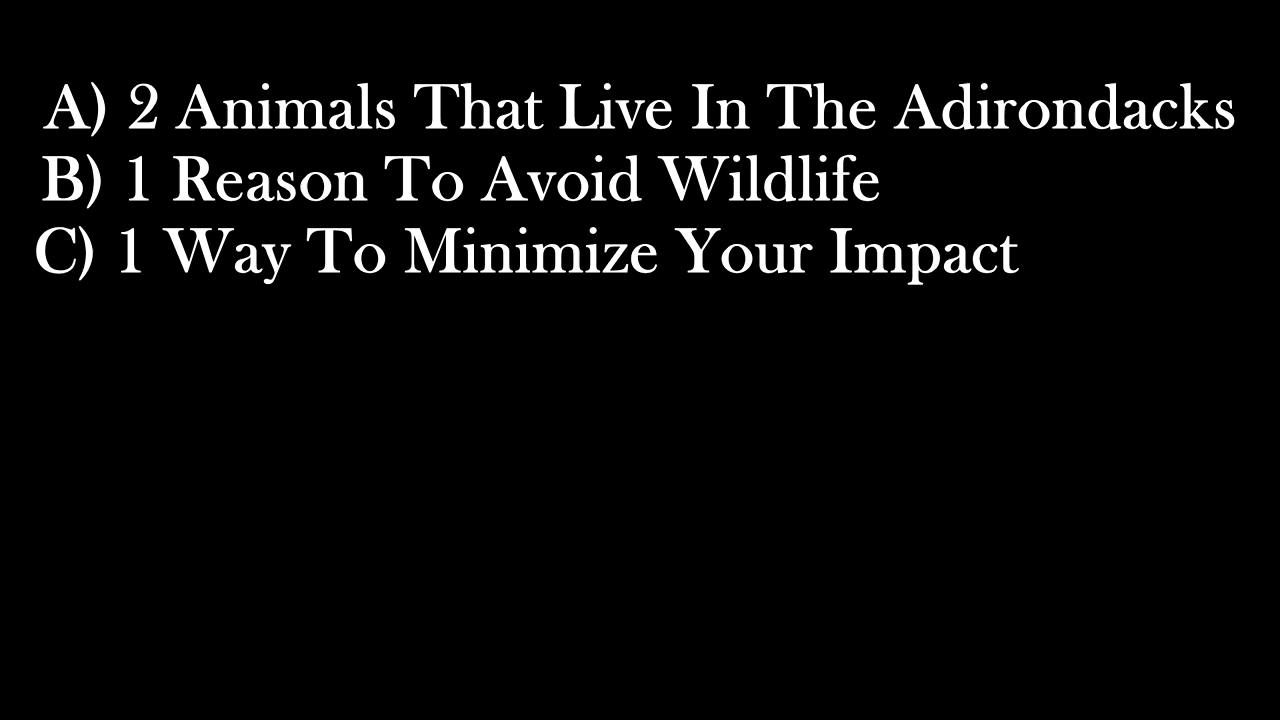 A) 2 Animals That Live In The Adirondacks
B) 1 Reason To Avoid Wildlife
C) 1 Way To Minimize Your Impact